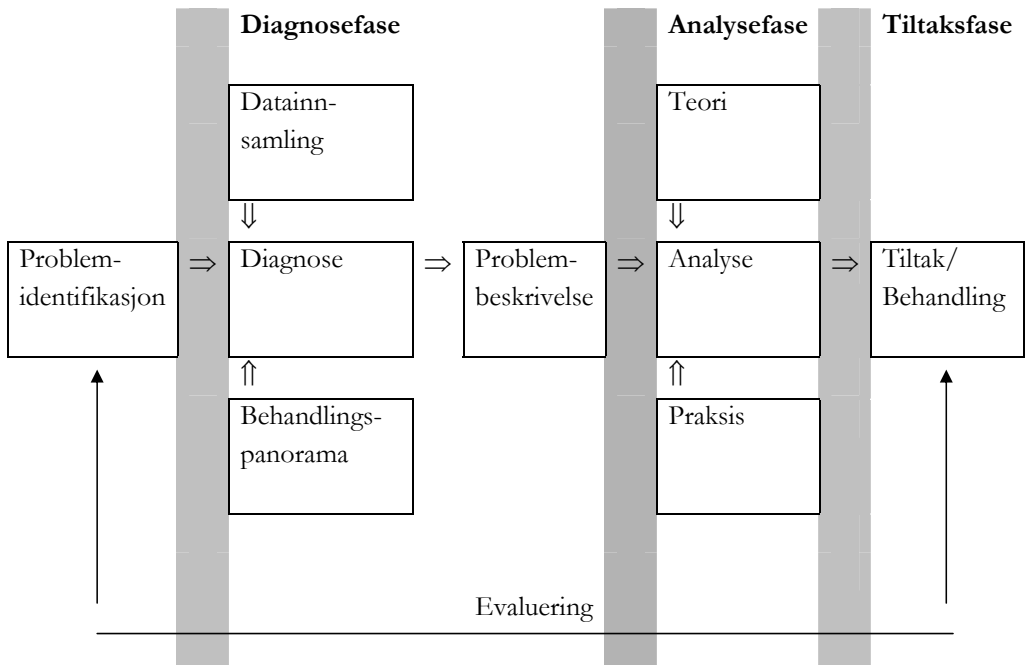 Diagnosefase
Analysefase
Tiltaksfase
Datainn-
samling
Teori
⇓
⇓
Problem-
identifikasjon
⇒
Diagnose
⇒
Problem-
beskrivelse
⇒
Analyse
⇒
Tiltak/
Behandling
⇑
⇑
Behandlings-
panorama
Praksis
Evaluering